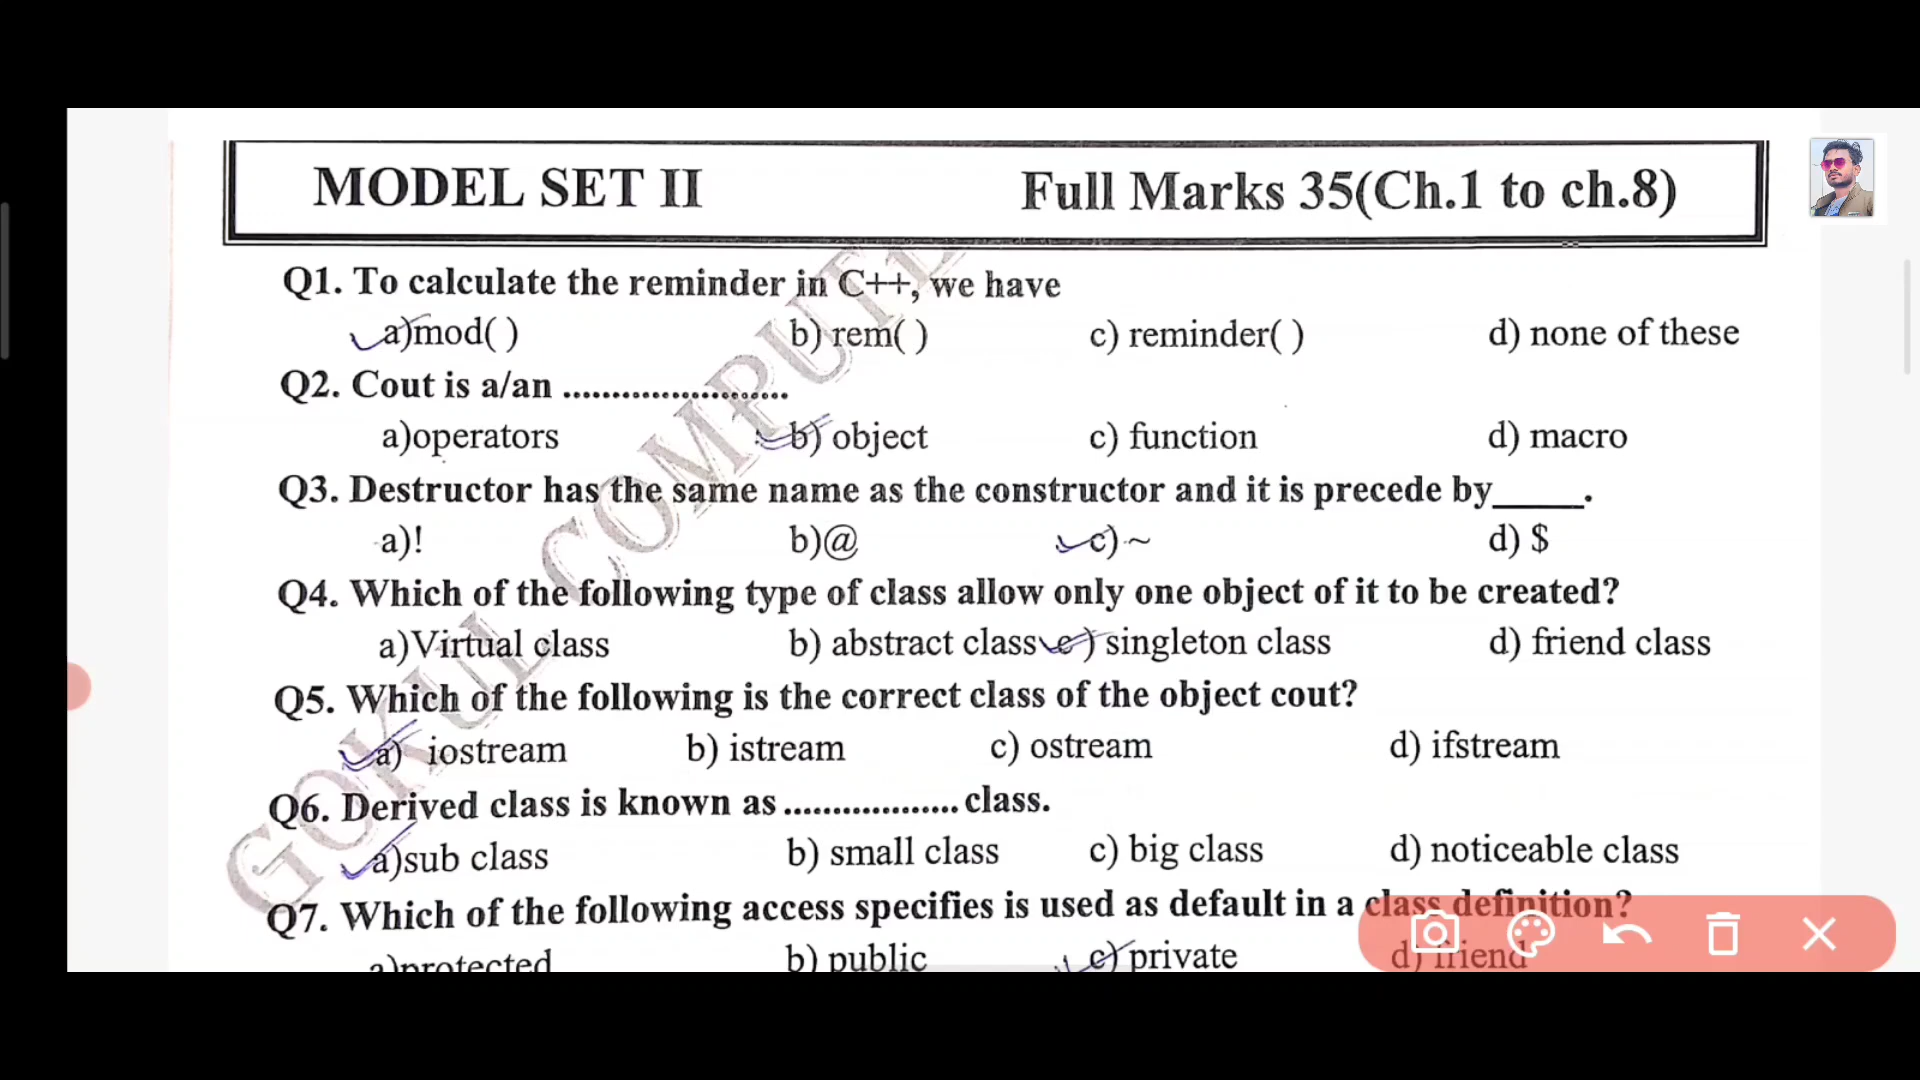 MODEL SET II Full Marks 35(Ch.1 to ch.8)
Q1. To calculate the reminder in C++, we have
a)mod( ) b) rem( ) c) reminder( ) d) none of these
Q2. Cout is a/an .......................
a)operators b) object c) function d) macro
Q3. Destructor has the same name as the constructor and it is precede by_____.
a)! b)@ c) ~ d) $
Q4. Which of the following type of class allow only one object of it to be created?
a)Virtual class b) abstract class c) singleton class d) friend class
Q5. Which of the following is the correct class of the object cout?
a) iostream b) istream c) ostream d) ifstream
Q6. Derived class is known as .................. class.
a)sub class b) small class c) big class d) noticeable class
Q7. Which of the following access specifies is used as default in a class definition?
a)protected b) public c) private d) friend
GOKUL COMPUTE